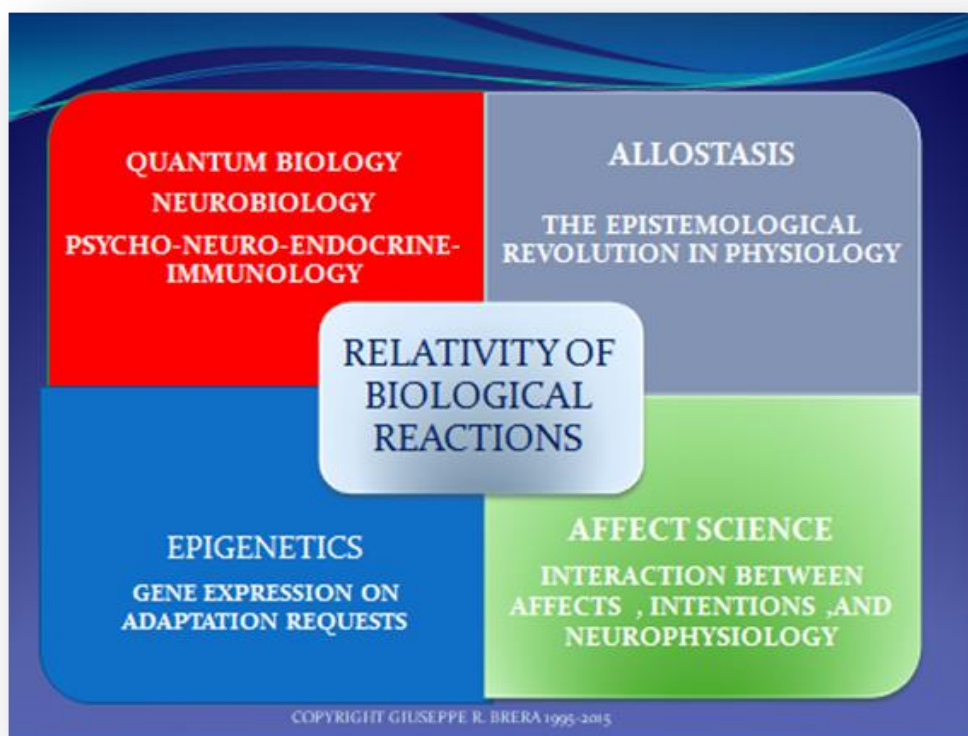 QUANTUM BIOLOGY
NEUROBIOLOGY
PSYCHO-NEURO-ENDOCRINE-
IMMUNOLOGY
ALLOSTASIS
THE EPISTEMOLOGICAL
REVOLUTION IN PHYSIOLOGY
RELATIVITY OF
BIOLOGICAL
REACTIONS
EPIGENETICS
GENE EXPRESSION ON
ADAPTATION REQUESTS
AFFECT SCIENCE
INTERACTION BETWEEN
AFFECTS , INTENTIONS ,AND
NEUROPHYSIOLOGY
COPYRIGHT GIUSEPPE R. BRERA 1995-2015